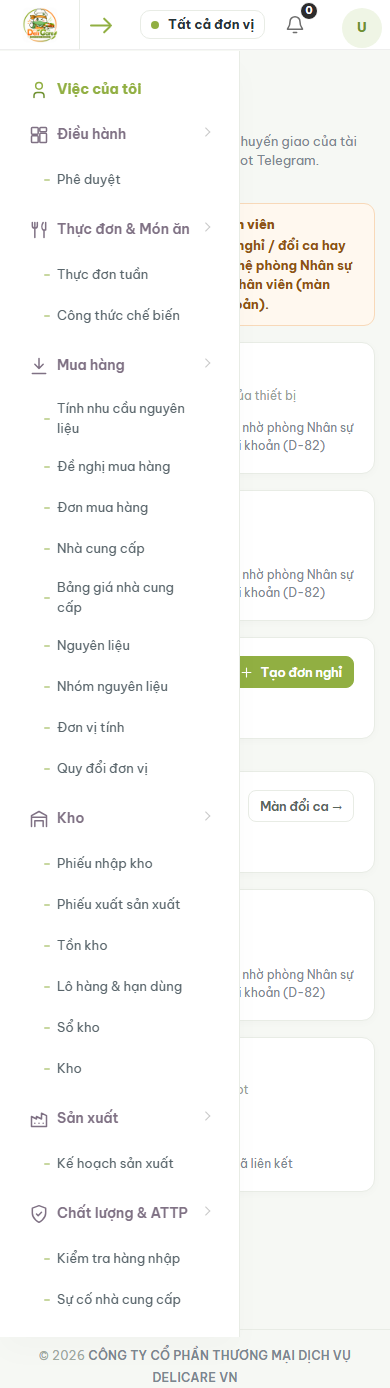 Tất cả đơn vị
0
U
Việc của tôi
Điều hành
Phê duyệt
Thực đơn & Món ăn
Thực đơn tuần
Công thức chế biến
Mua hàng
Tính nhu cầu nguyên
liệu
Đề nghị mua hàng
Đơn mua hàng
Nhà cung cấp
Bảng giá nhà cung
cấp
Nguyên liệu
Nhóm nguyên liệu
Đơn vị tính
Quy đổi đơn vị
Kho
Phiếu nhập kho
Phiếu xuất sản xuất
Tồn kho
Lô hàng & hạn dùng
Sổ kho
Kho
Sản xuất
Kế hoạch sản xuất
Chất lượng & ATTP
Kiểm tra hàng nhập
Sự cố nhà cung cấp
huyển giao của tài
ot Telegram.
n viên
nghỉ / đổi ca hay
hệ phòng Nhân sự
hân viên (màn
oản).
ủa thiết bị
nhờ phòng Nhân sự
i khoản (D-82)
nhờ phòng Nhân sự
i khoản (D-82)
+ Tạo đơn nghỉ
Màn đổi ca →
nhờ phòng Nhân sự
i khoản (D-82)
ot
ã liên kết
© 2026 CÔNG TY CỔ PHẦN THƯƠNG MẠI DỊCH VỤ
DELICARE VN